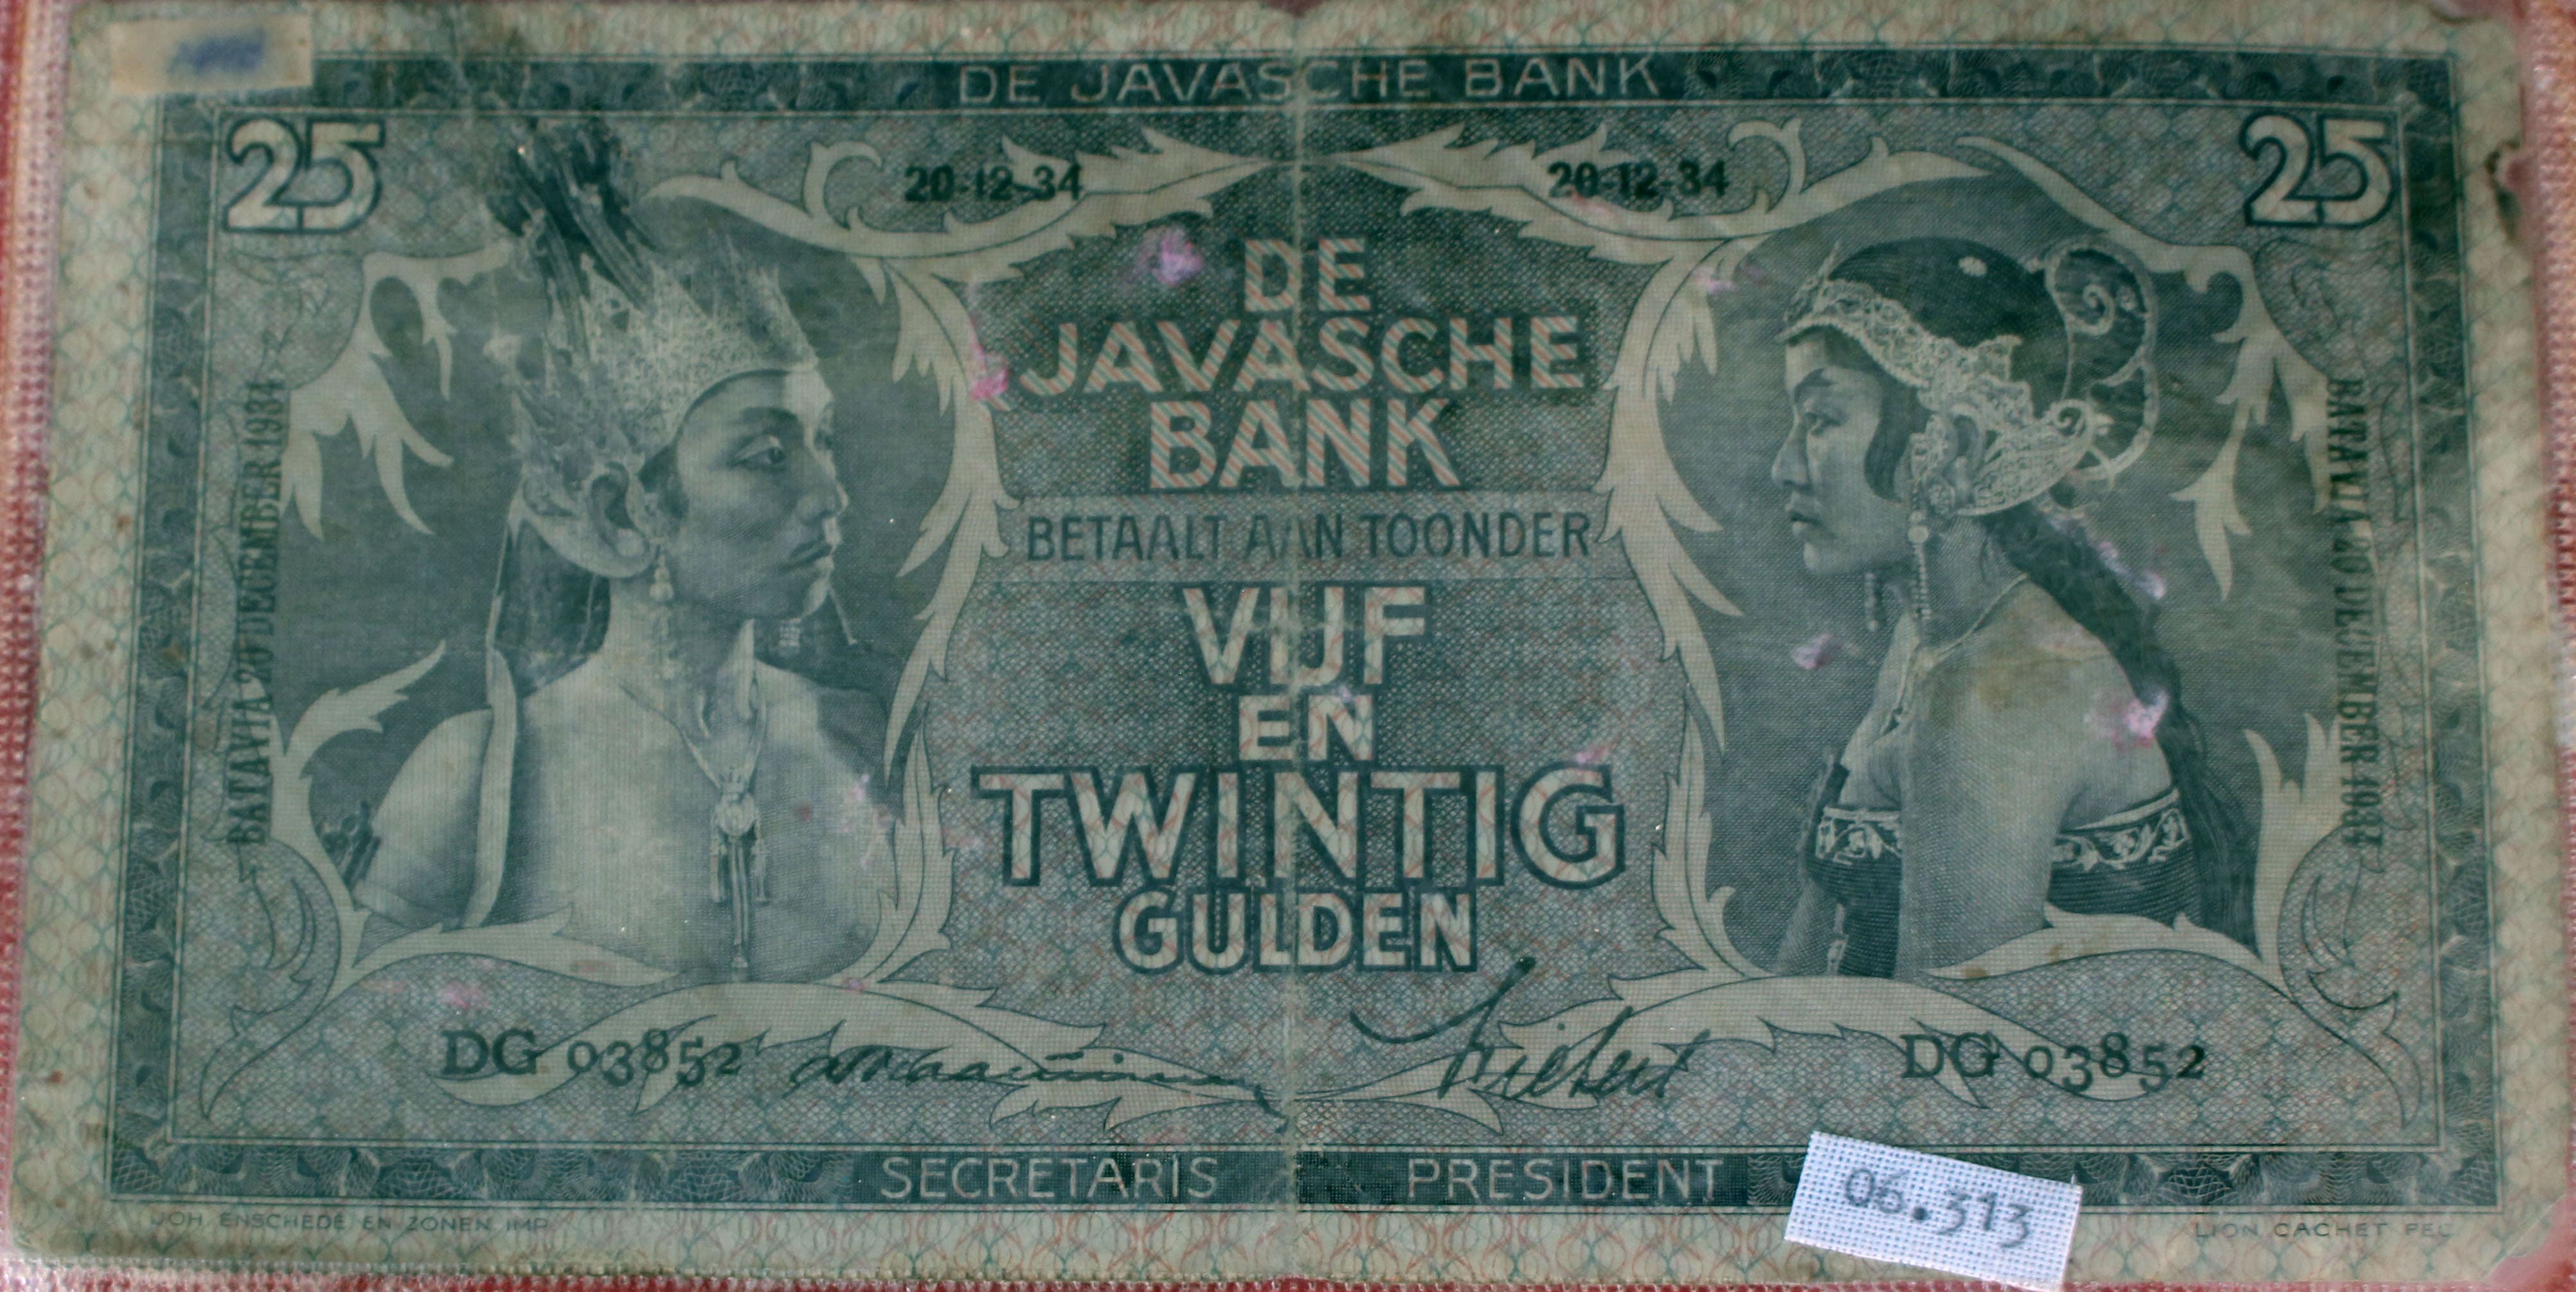 DE JAVASCHE BANK
25
25
20-12-34
20-12-34
DE
JAVASCHE
BANK
BETAALT AAN TOONDER
VIJF
EN
TWINTIG
GULDEN
BATAVIA 20 DECEMBER 1934
BATAVIA 20 DECEMBER 1934
DG 03852
DG 03852
SECRETARIS
PRESIDENT
06.313
JOH. ENSCHEDÉ EN ZONEN IMP.
LION CACHET FEC.